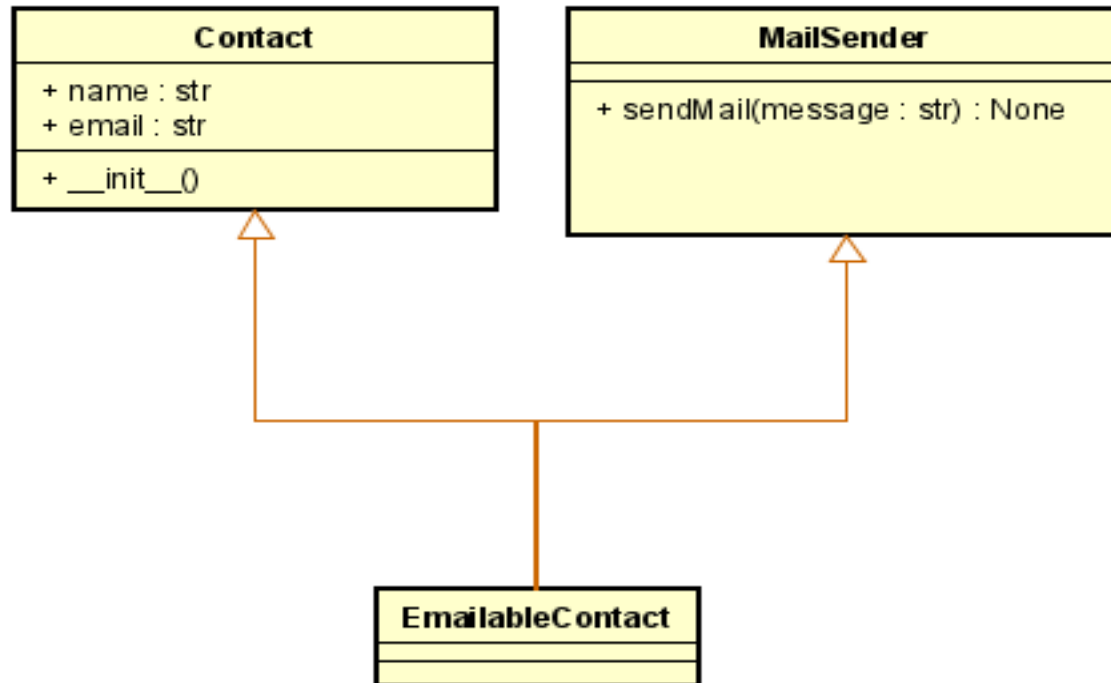 Contact
+ name : str
+ email : str
+ __init__()
MailSender
+ sendMail(message : str) : None
EmailableContact